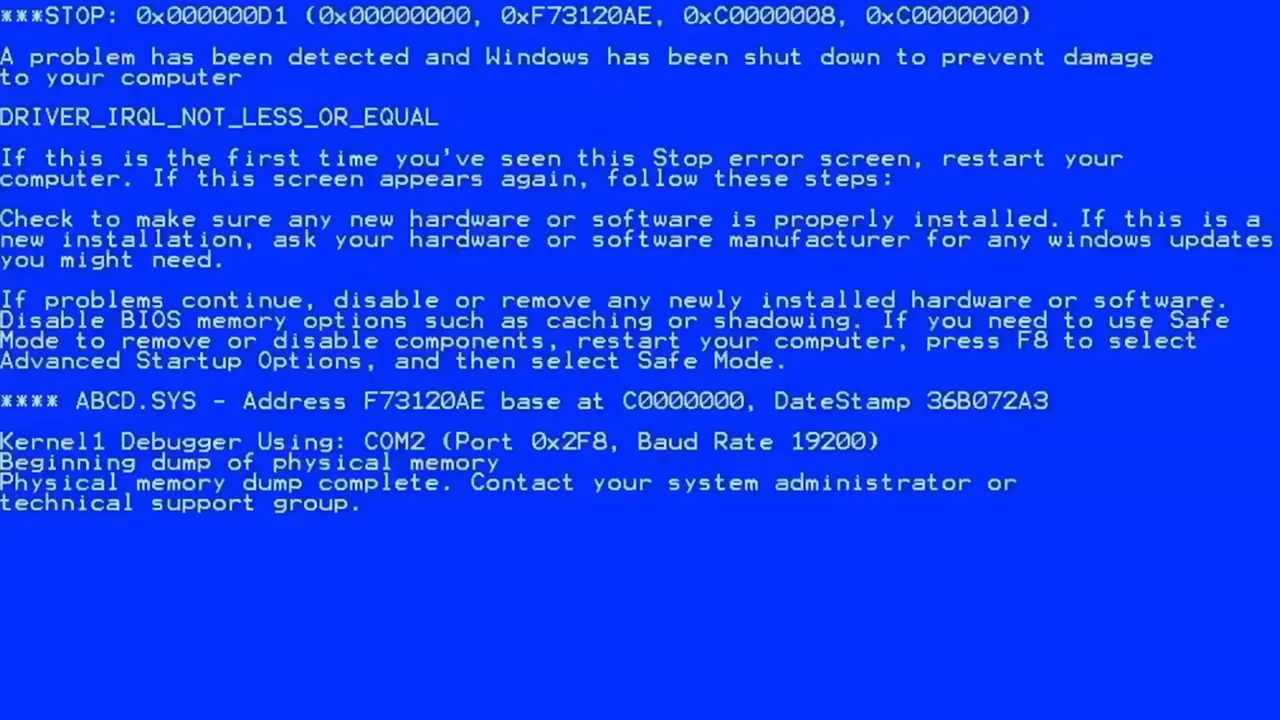 ***STOP: 0x000000D1 (0x00000000, 0xF73120AE, 0xC0000008, 0xC0000000)
A problem has been detected and Windows has been shut down to prevent damage
to your computer
DRIVER_IRQL_NOT_LESS_OR_EQUAL
If this is the first time you've seen this Stop error screen, restart your
computer. If this screen appears again, follow these steps:
Check to make sure any new hardware or software is properly installed. If this is a
new installation, ask your hardware or software manufacturer for any windows updates
you might need.
If problems continue, disable or remove any newly installed hardware or software.
Disable BIOS memory options such as caching or shadowing. If you need to use Safe
Mode to remove or disable components, restart your computer, press F8 to select
Advanced Startup Options, and then select Safe Mode.
**** ABCD.SYS - Address F73120AE base at C0000000, DateStamp 36B072A3
Kernel1 Debugger Using: COM2 (Port 0x2F8, Baud Rate 19200)
Beginning dump of physical memory
Physical memory dump complete. Contact your system administrator or
technical support group.